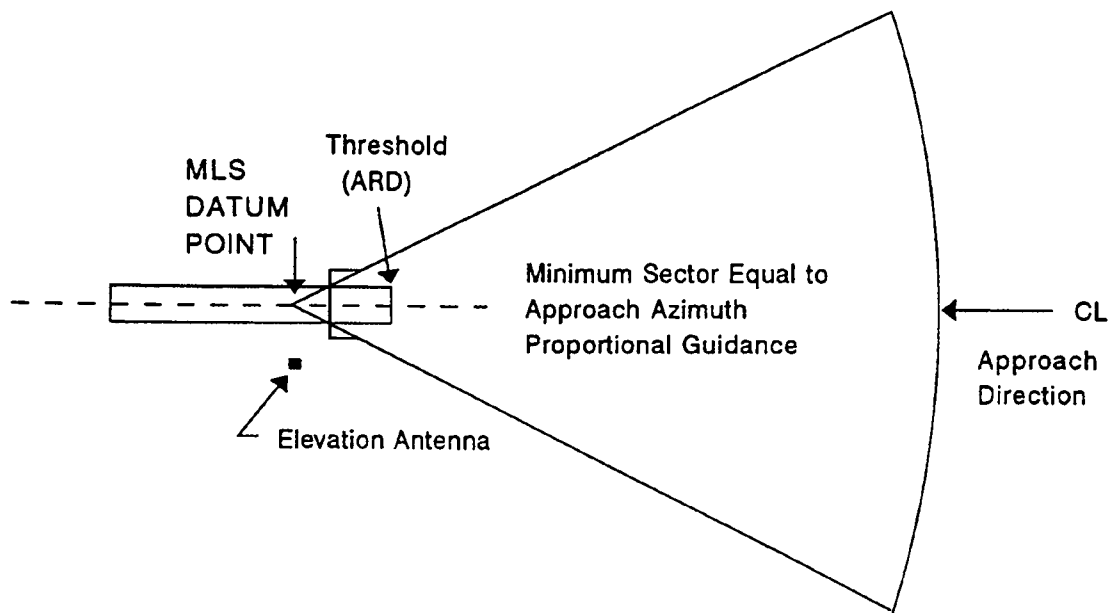 Threshold
(ARD)
MLS
DATUM
POINT
Minimum Sector Equal to
Approach Azimuth
Proportional Guidance
CL
Approach
Direction
Elevation Antenna